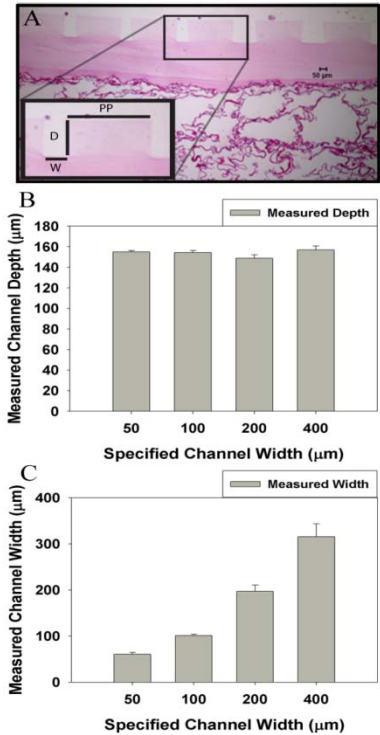 A
50 μm
PP
D
W
B
Measured Depth
Measured Channel Depth (μm)
180
160
140
120
100
80
60
40
20
0
50 100 200 400
Specified Channel Width (μm)
C
Measured Width
Measured Channel Width (μm)
400
300
200
100
0
50 100 200 400
Specified Channel Width (μm)